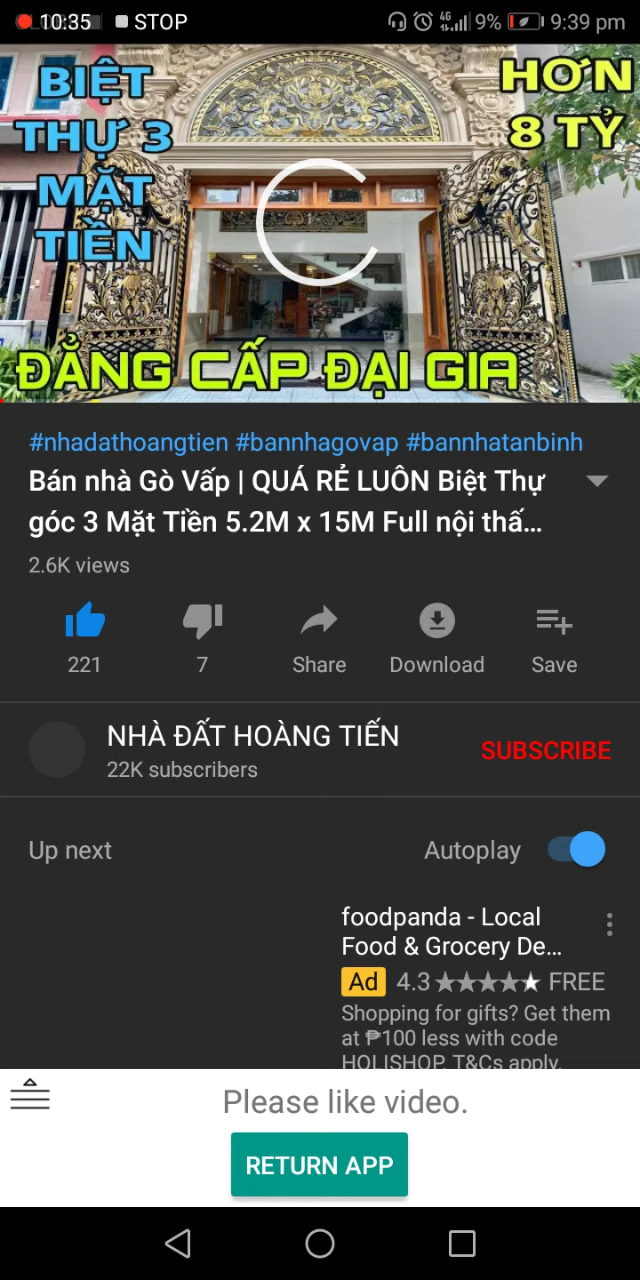 10:35 STOP 4G 9% 9:39 pm
BIỆT
THỰ 3
MẶT
TIỀN
HƠN
8 TỶ
ĐẲNG CẤP ĐẠI GIA
#nhadathoangtien #bannhagovap #bannhatanbinh
Bán nhà Gò Vấp | QUÁ RẺ LUÔN Biệt Thự
góc 3 Mặt Tiền 5.2M x 15M Full nội thấ...
2.6K views
221 7 Share Download Save
NHÀ ĐẤT HOÀNG TIẾN
22K subscribers
SUBSCRIBE
Up next Autoplay
foodpanda - Local
Food & Grocery De...
Ad 4.3 ★★★★★ FREE
Shopping for gifts? Get them
at ₱100 less with code
HOLISHOP. T&Cs apply.
Please like video.
RETURN APP